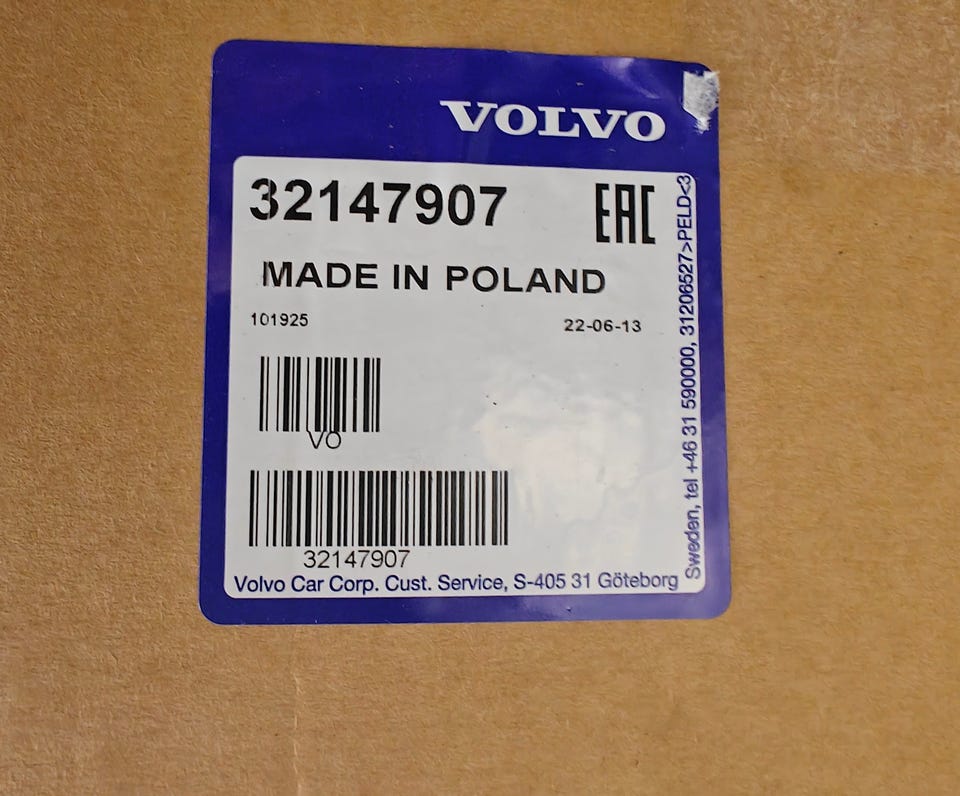 VOLVO
32147907 EAC
MADE IN POLAND
101925 22-06-13
VO
32147907
Volvo Car Corp. Cust. Service, S-405 31 Göteborg
Sweden, tel +46 31 590000, 31206527>PELD<3